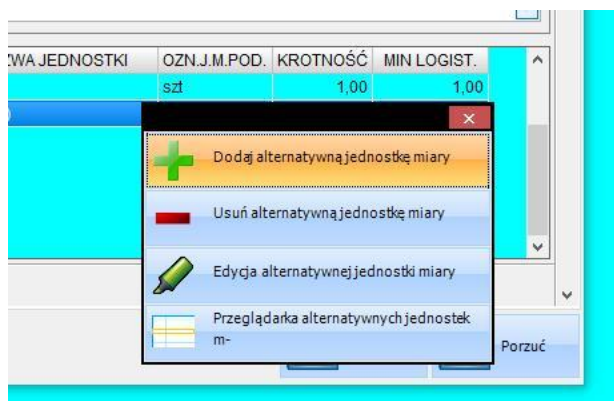 ZWA JEDNOSTKI OZN.J.M.POD. KROTNOŚĆ MIN LOGIST.
szt 1,00 1,00
Dodaj alternatywną jednostkę miary
Usuń alternatywną jednostkę miary
Edycja alternatywnej jednostki miary
Przeglądarka alternatywnych jednostek
m-
Porzuć